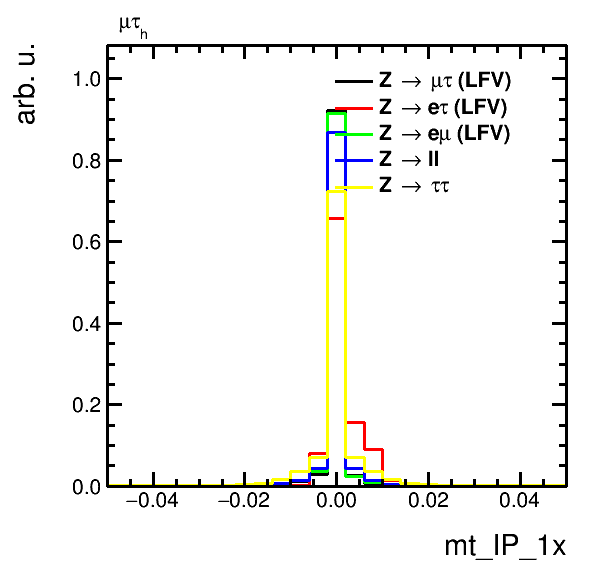 μτh
arb. u.
1.0
0.8
0.6
0.4
0.2
0.0
Z → μτ (LFV)
Z → eτ (LFV)
Z → eμ (LFV)
Z → ll
Z → ττ
−0.04 −0.02 0.00 0.02 0.04
mt_IP_1x